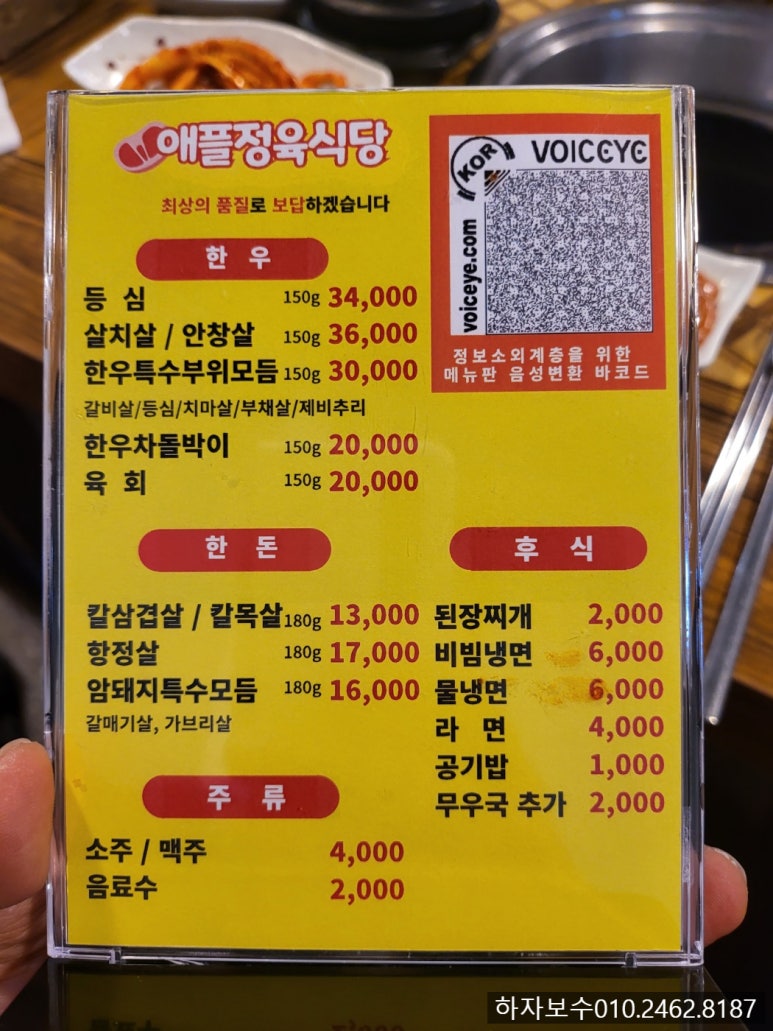 애플정육식당
최상의 품질로 보답하겠습니다
KOR VOICEYE
voiceye.com
정보소외계층을 위한
메뉴판 음성변환 바코드
한 우
등 심 150g 34,000
살치살 / 안창살 150g 36,000
한우특수부위모듬 150g 30,000
갈비살/등심/치마살/부채살/제비추리
한우차돌박이 150g 20,000
육 회 150g 20,000
한 돈
칼삼겹살 / 칼목살 180g 13,000
항정살 180g 17,000
암돼지특수모듬 180g 16,000
갈매기살, 가브리살
주 류
소주 / 맥주 4,000
음료수 2,000
후 식
된장찌개 2,000
비빔냉면 6,000
물냉면 6,000
라 면 4,000
공기밥 1,000
무우국 추가 2,000
하자보수010.2462.8187